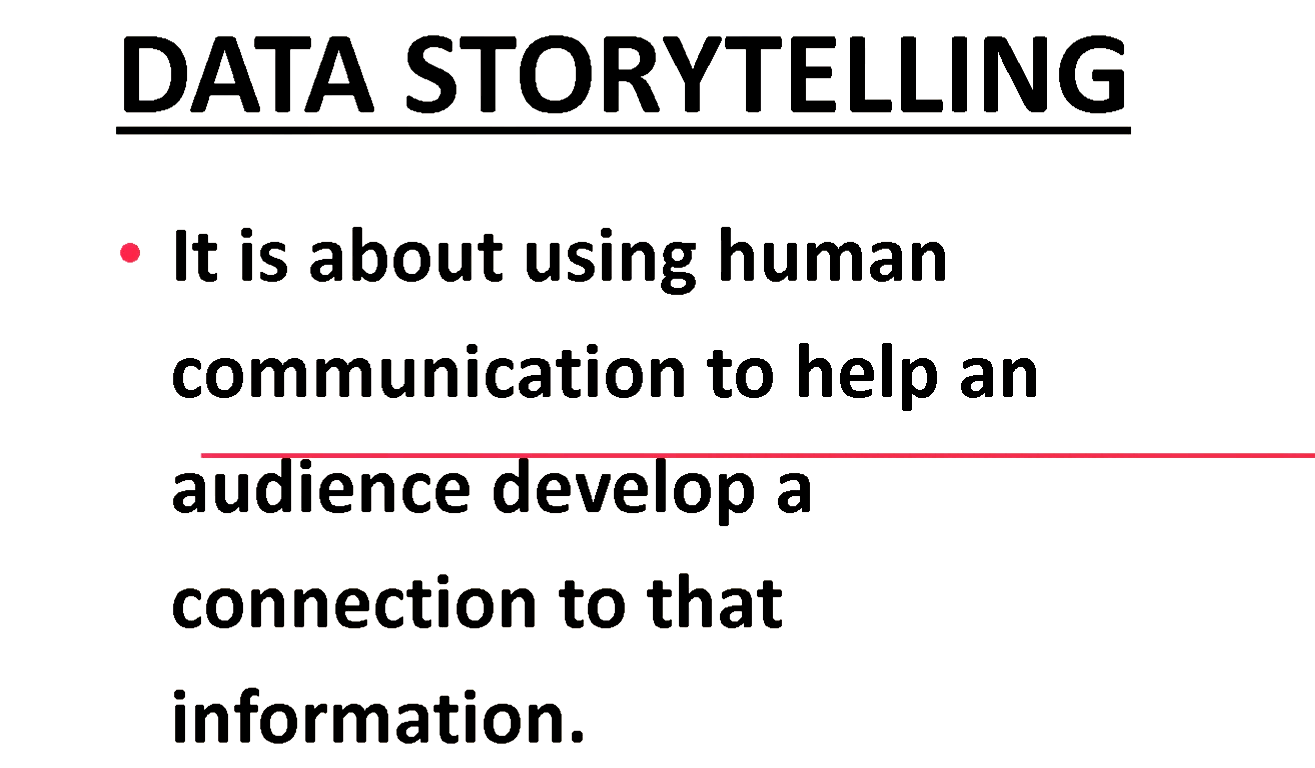 DATA STORYTELLING
• It is about using human
communication to help an
audience develop a
connection to that
information.